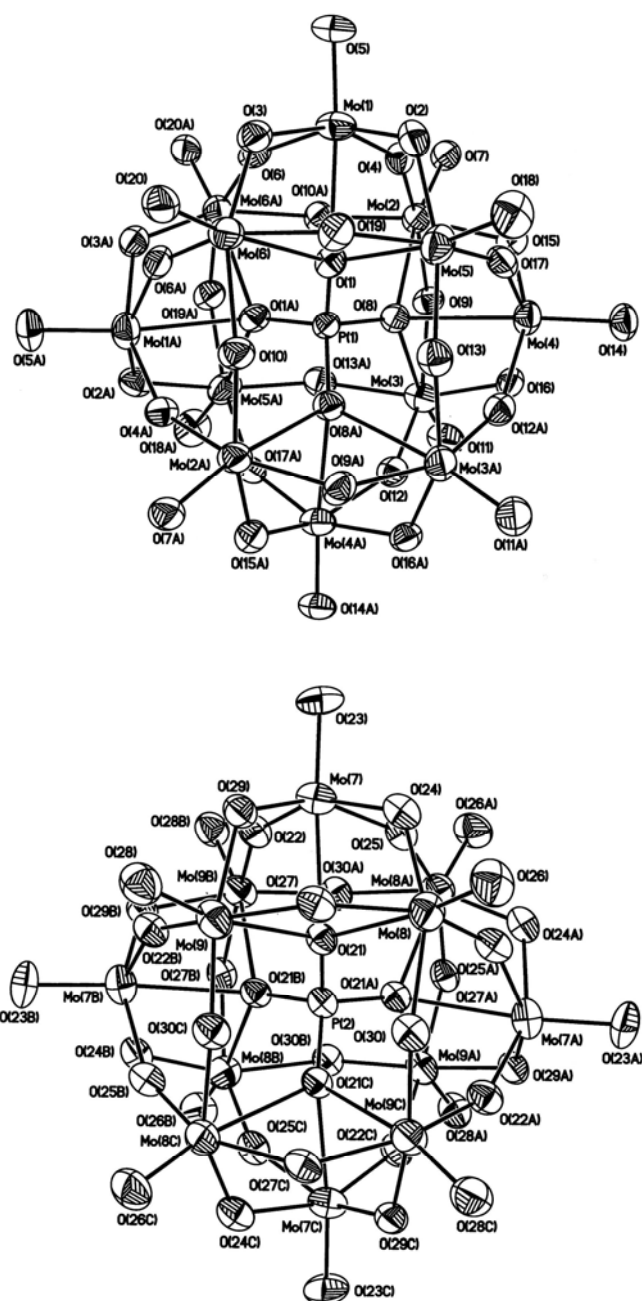 O(5)
Mo(1)
O(3)
O(2)
O(20A)
O(6)
O(4)
O(7)
O(20)
O(10A)
Mo(2)
O(18)
Mo(6A)
O(19)
O(15)
O(3A)
Mo(6)
Mo(5)
O(17)
O(6A)
O(1)
O(19A)
O(1A)
O(8)
O(9)
Mo(1A)
P(1)
Mo(4)
O(5A)
O(10)
O(13A)
O(13)
O(14)
O(2A)
Mo(5A)
Mo(3)
O(16)
O(4A)
O(18A)
O(8A)
O(12A)
O(11)
Mo(2A)
O(17A)
O(9A)
O(12)
Mo(3A)
O(7A)
Mo(4A)
O(11A)
O(15A)
O(16A)
O(14A)
O(23)
Mo(7)
O(29)
O(24)
O(28B)
O(22)
O(25)
O(26A)
O(28)
Mo(9B)
O(27)
O(30A)
Mo(8A)
O(26)
O(29B)
Mo(9)
Mo(8)
O(24A)
O(22B)
O(21)
O(25A)
O(27B)
O(21B)
O(21A)
O(27A)
Mo(7B)
P(2)
Mo(7A)
O(23B)
O(30C)
O(30B)
O(30)
O(23A)
O(24B)
Mo(8B)
Mo(9A)
O(29A)
O(25B)
O(21C)
O(26B)
O(25C)
Mo(9C)
O(22A)
Mo(8C)
O(22C)
O(28A)
O(27C)
O(26C)
Mo(7C)
O(28C)
O(24C)
O(29C)
O(23C)